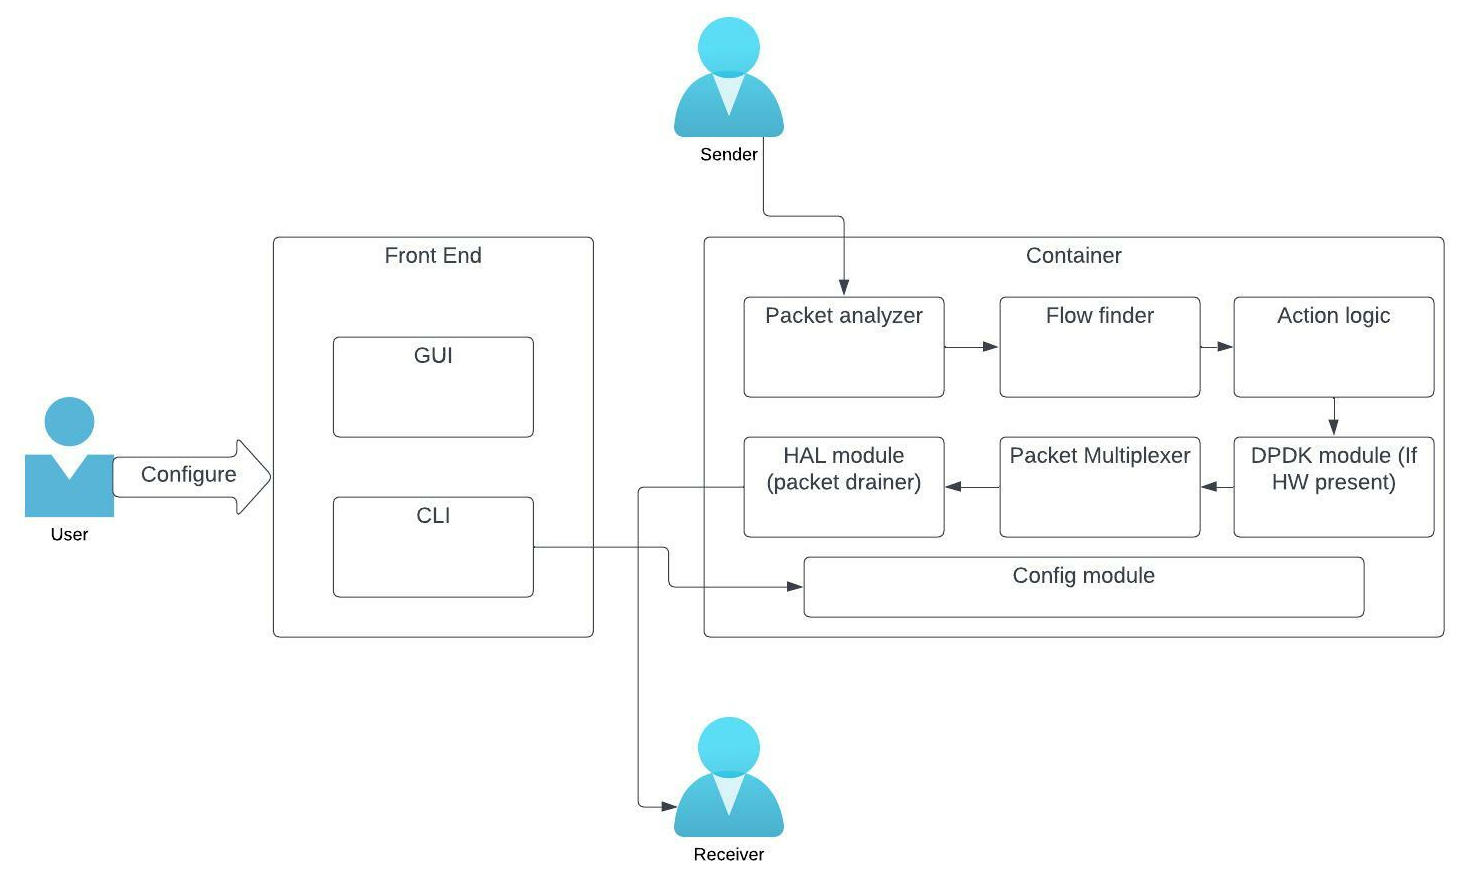 Sender
Front End
Container
GUI
Packet analyzer
Flow finder
Action logic
Configure
User
CLI
HAL module
(packet drainer)
Packet Multiplexer
DPDK module (If
HW present)
Config module
Receiver